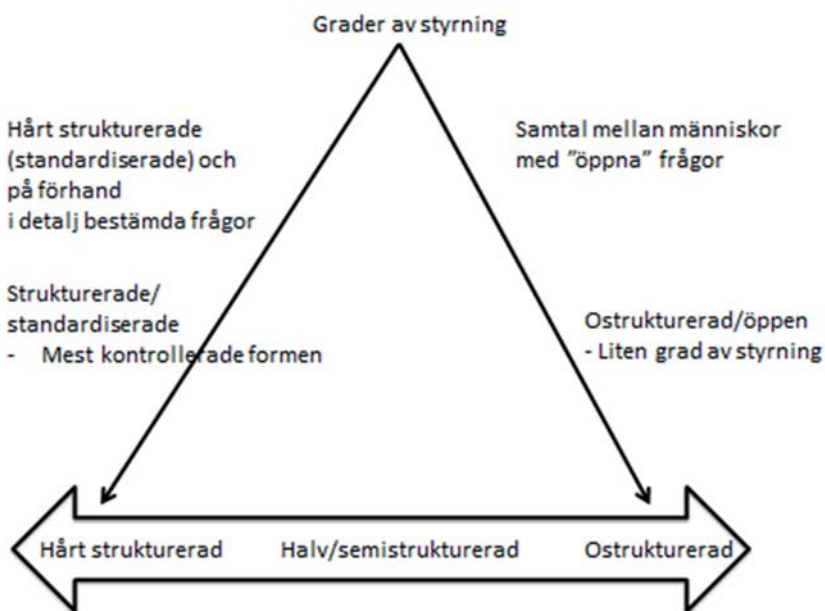 Grader av styrning
Hårt strukturerade
(standardiserade) och
på förhand
i detalj bestämda frågor
Samtal mellan människor
med ”öppna” frågor
Strukturerade/
standardiserade
- Mest kontrollerade formen
Ostrukturerad/öppen
- Liten grad av styrning
Hårt strukturerad
Halv/semistrukturerad
Ostrukturerad